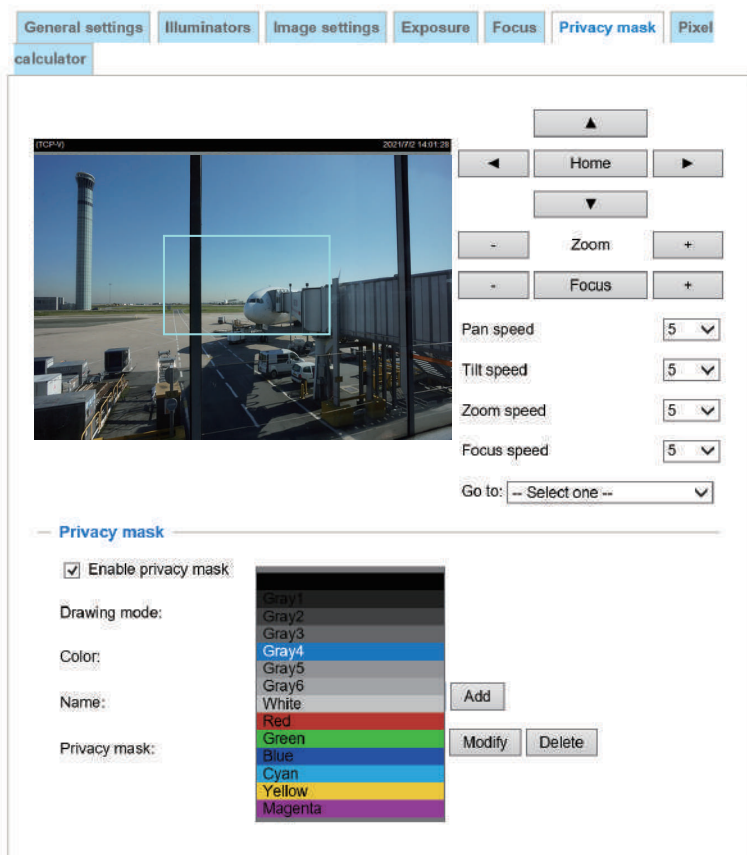 General settings Illuminators Image settings Exposure Focus Privacy mask Pixel
calculator
(TCP-V) 2021/7/2 14:01:28
▲
◄ Home ►
▼
- Zoom +
- Focus +
Pan speed 5
Tilt speed 5
Zoom speed 5
Focus speed 5
Go to: -- Select one --
Privacy mask
Enable privacy mask
Drawing mode:
Color:
Name: Add
Privacy mask: Modify Delete
Gray1
Gray2
Gray3
Gray4
Gray5
Gray6
White
Red
Green
Blue
Cyan
Yellow
Magenta